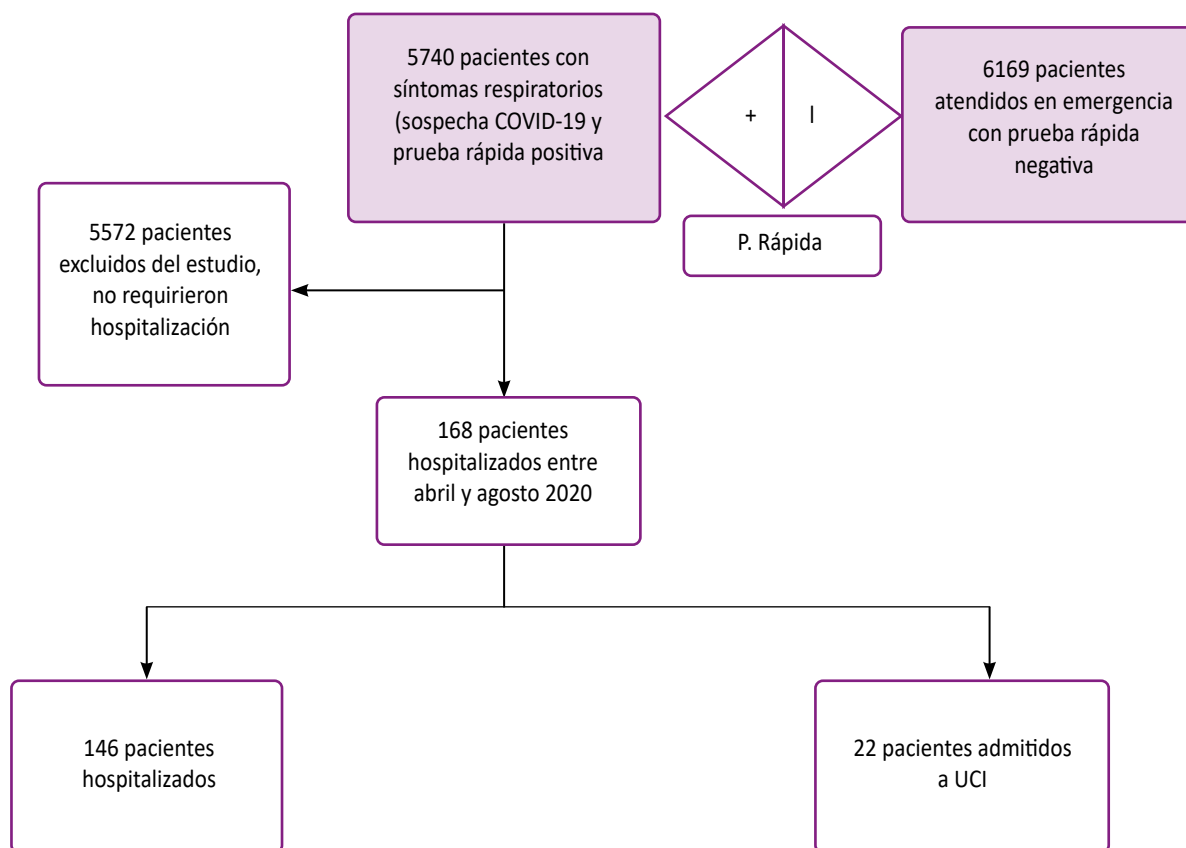 5740 pacientes con
síntomas respiratorios
(sospecha COVID-19 y
prueba rápida positiva
+
I
6169 pacientes
atendidos en emergencia
con prueba rápida
negativa
P. Rápida
5572 pacientes
excluidos del estudio,
no requirieron
hospitalización
168 pacientes
hospitalizados entre
abril y agosto 2020
146 pacientes
hospitalizados
22 pacientes admitidos
a UCI